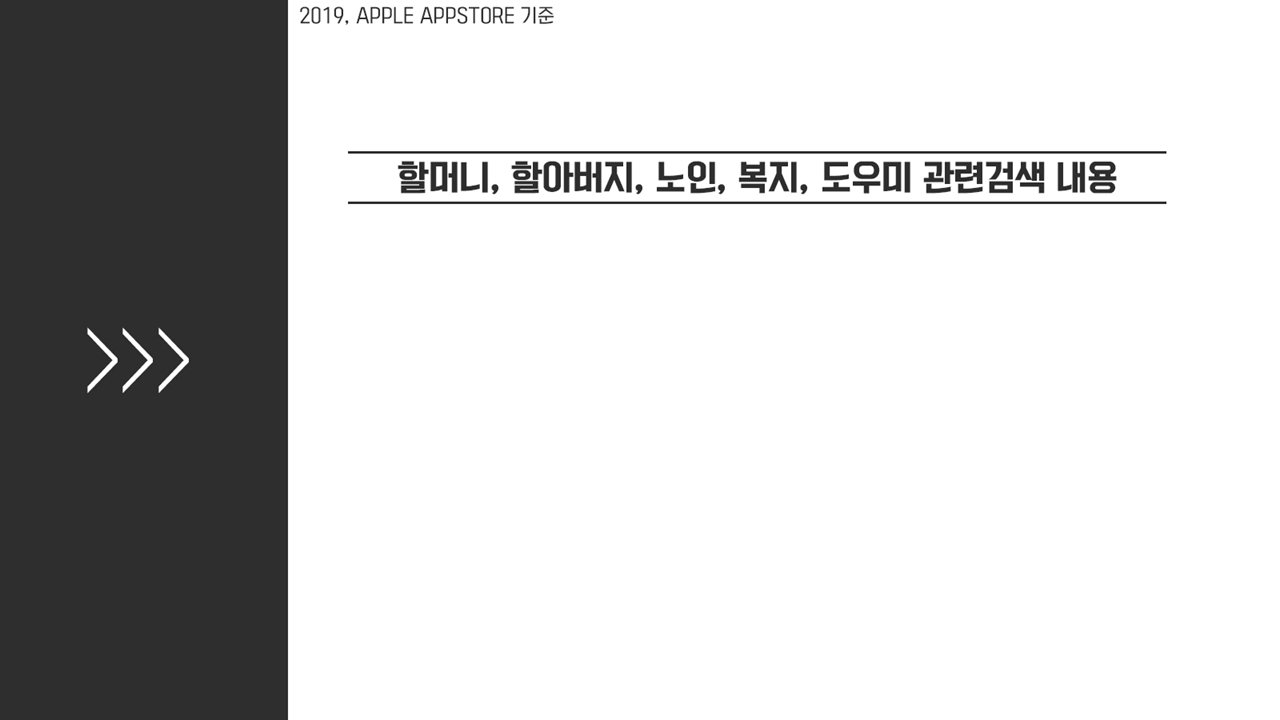 2019, APPLE APPSTORE 기준
할머니, 할아버지, 노인, 복지, 도우미 관련검색 내용